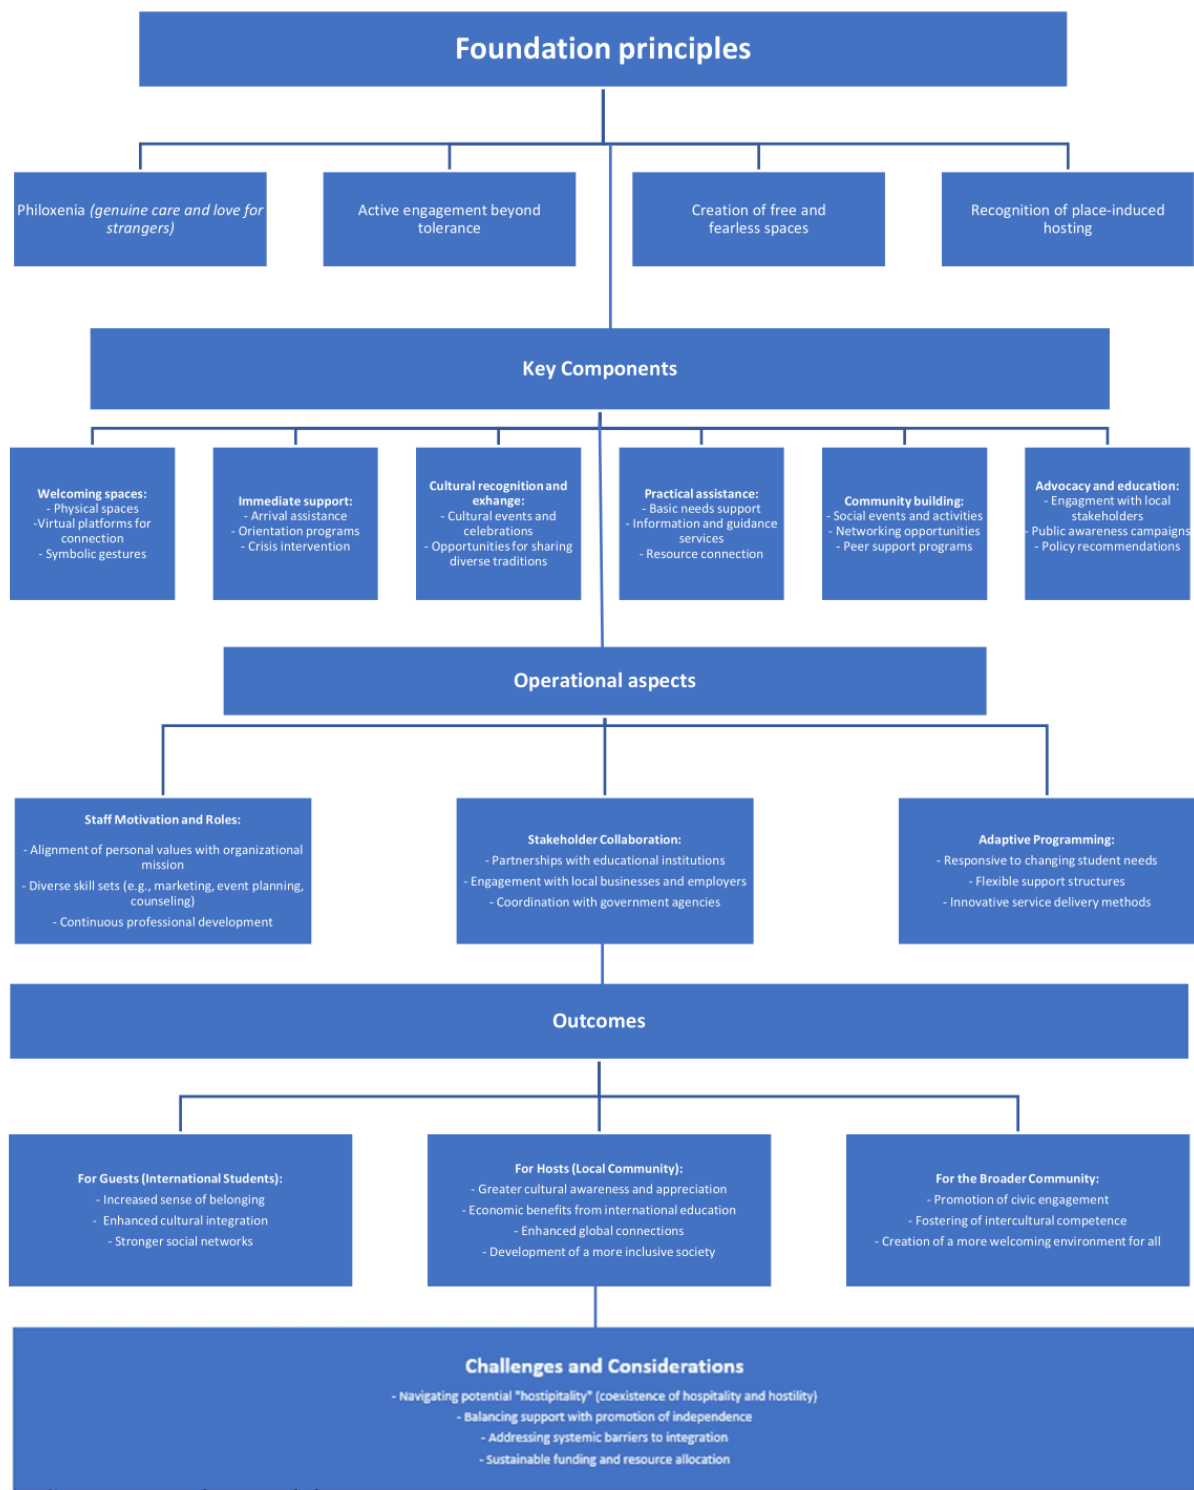 Foundation principles
Philoxenia (genuine care and love for
strangers)
Active engagement beyond
tolerance
Creation of free and
fearless spaces
Recognition of place-induced
hosting
Key Components
Welcoming spaces:
- Physical spaces
-Virtual platforms for
connection
- Symbolic gestures
Immediate support:
- Arrival assistance
- Orientation programs
- Crisis intervention
Cultural recognition and
exhange:
- Cultural events and
celebrations
- Opportunities for sharing
diverse traditions
Practical assistance:
- Basic needs support
- Information and guidance
services
- Resource connection
Community building:
- Social events and activities
- Networking opportunities
- Peer support programs
Advocacy and education:
- Engagment with local
stakeholders
- Public awareness campaigns
- Policy recommendations
Operational aspects
Staff Motivation and Roles:
- Alignment of personal values with organizational
mission
- Diverse skill sets (e.g., marketing, event planning,
counseling)
- Continuous professional development
Stakeholder Collaboration:
- Partnerships with educational institutions
- Engagement with local businesses and employers
- Coordination with government agencies
Adaptive Programming:
- Responsive to changing student needs
- Flexible support structures
- Innovative service delivery methods
Outcomes
For Guests (International Students):
- Increased sense of belonging
- Enhanced cultural integration
- Stronger social networks
For Hosts (Local Community):
- Greater cultural awareness and appreciation
- Economic benefits from international education
- Enhanced global connections
- Development of a more inclusive society
For the Broader Community:
- Promotion of civic engagement
- Fostering of intercultural competence
- Creation of a more welcoming environment for all
Challenges and Considerations
- Navigating potential "hostipitality" (coexistence of hospitality and hostility)
- Balancing support with promotion of independence
- Addressing systemic barriers to integration
- Sustainable funding and resource allocation